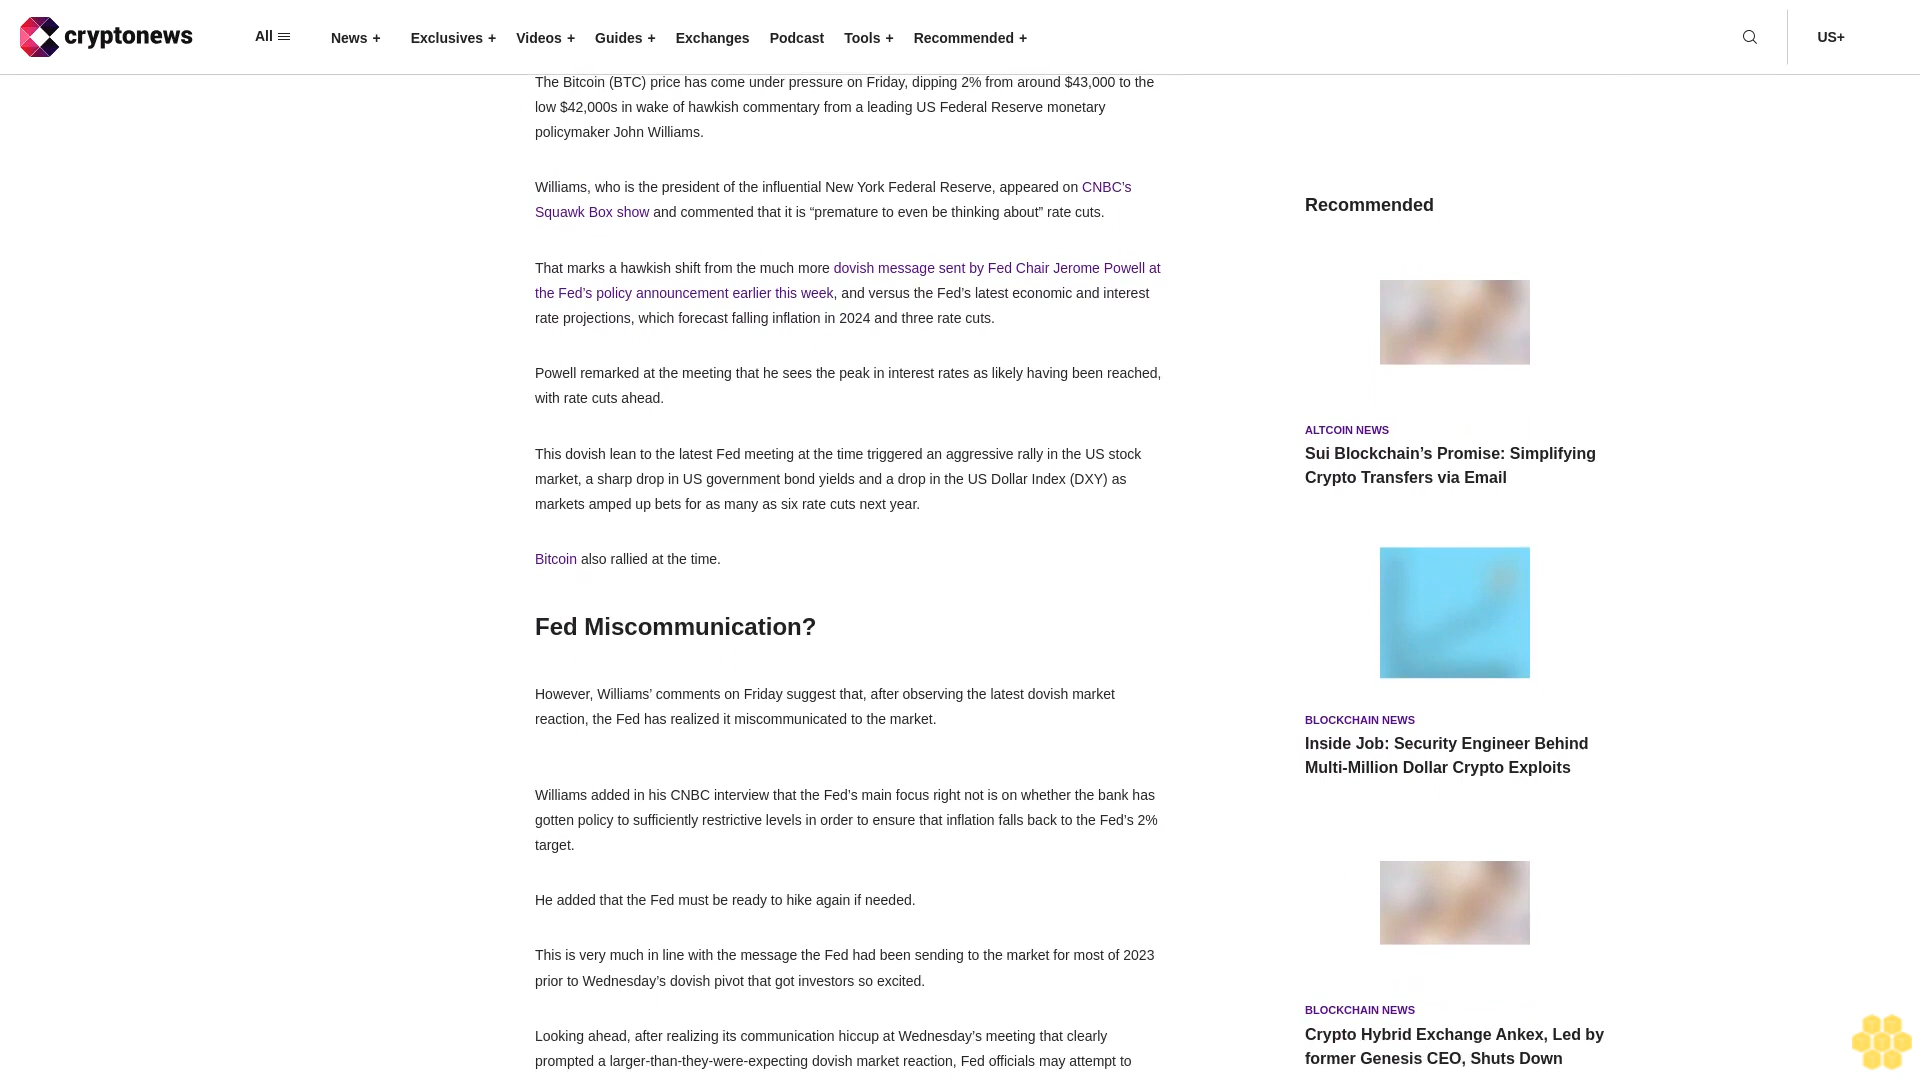 cryptonews
All
News +
Exclusives +
Videos +
Guides +
Exchanges
Podcast
Tools +
Recommended +
US+
The Bitcoin (BTC) price has come under pressure on Friday, dipping 2% from around $43,000 to the
low $42,000s in wake of hawkish commentary from a leading US Federal Reserve monetary
policymaker John Williams.
Williams, who is the president of the influential New York Federal Reserve, appeared on CNBC’s
Squawk Box show and commented that it is “premature to even be thinking about” rate cuts.
That marks a hawkish shift from the much more dovish message sent by Fed Chair Jerome Powell at
the Fed’s policy announcement earlier this week, and versus the Fed’s latest economic and interest
rate projections, which forecast falling inflation in 2024 and three rate cuts.
Powell remarked at the meeting that he sees the peak in interest rates as likely having been reached,
with rate cuts ahead.
This dovish lean to the latest Fed meeting at the time triggered an aggressive rally in the US stock
market, a sharp drop in US government bond yields and a drop in the US Dollar Index (DXY) as
markets amped up bets for as many as six rate cuts next year.
Bitcoin also rallied at the time.
Fed Miscommunication?
However, Williams’ comments on Friday suggest that, after observing the latest dovish market
reaction, the Fed has realized it miscommunicated to the market.
Williams added in his CNBC interview that the Fed’s main focus right not is on whether the bank has
gotten policy to sufficiently restrictive levels in order to ensure that inflation falls back to the Fed’s 2%
target.
He added that the Fed must be ready to hike again if needed.
This is very much in line with the message the Fed had been sending to the market for most of 2023
prior to Wednesday’s dovish pivot that got investors so excited.
Looking ahead, after realizing its communication hiccup at Wednesday’s meeting that clearly
prompted a larger-than-they-were-expecting dovish market reaction, Fed officials may attempt to
Recommended
ALTCOIN NEWS
Sui Blockchain’s Promise: Simplifying
Crypto Transfers via Email
BLOCKCHAIN NEWS
Inside Job: Security Engineer Behind
Multi-Million Dollar Crypto Exploits
BLOCKCHAIN NEWS
Crypto Hybrid Exchange Ankex, Led by
former Genesis CEO, Shuts Down